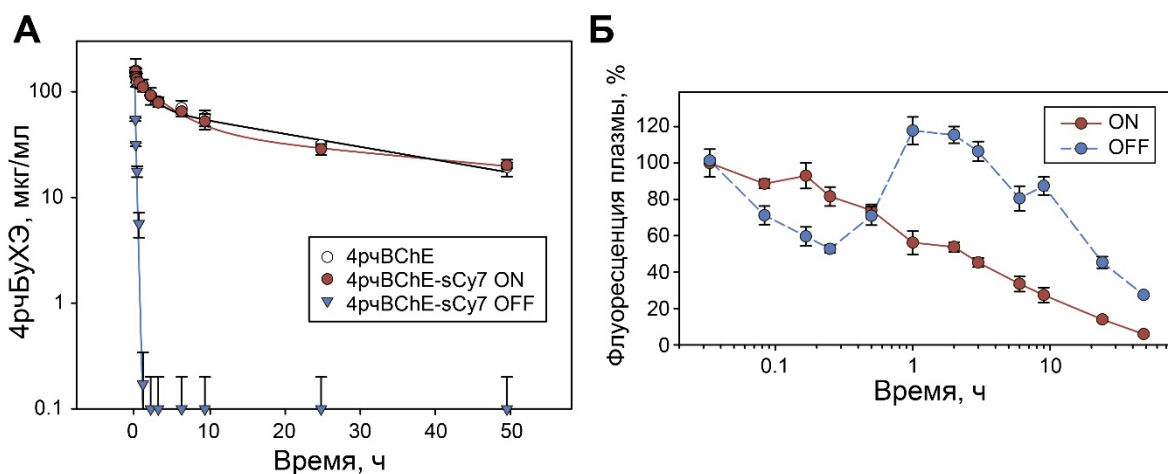 А
4рчБуХЭ, мкг/мл
100
10
1
0.1
0
10
20
30
40
50
Время, ч
4рчBChE
4рчBChE-sCy7 ON
4рчBChE-sCy7 OFF
Б
Флуоресценция плазмы, %
120
100
80
60
40
20
0
0.1
1
10
Время, ч
ON
OFF